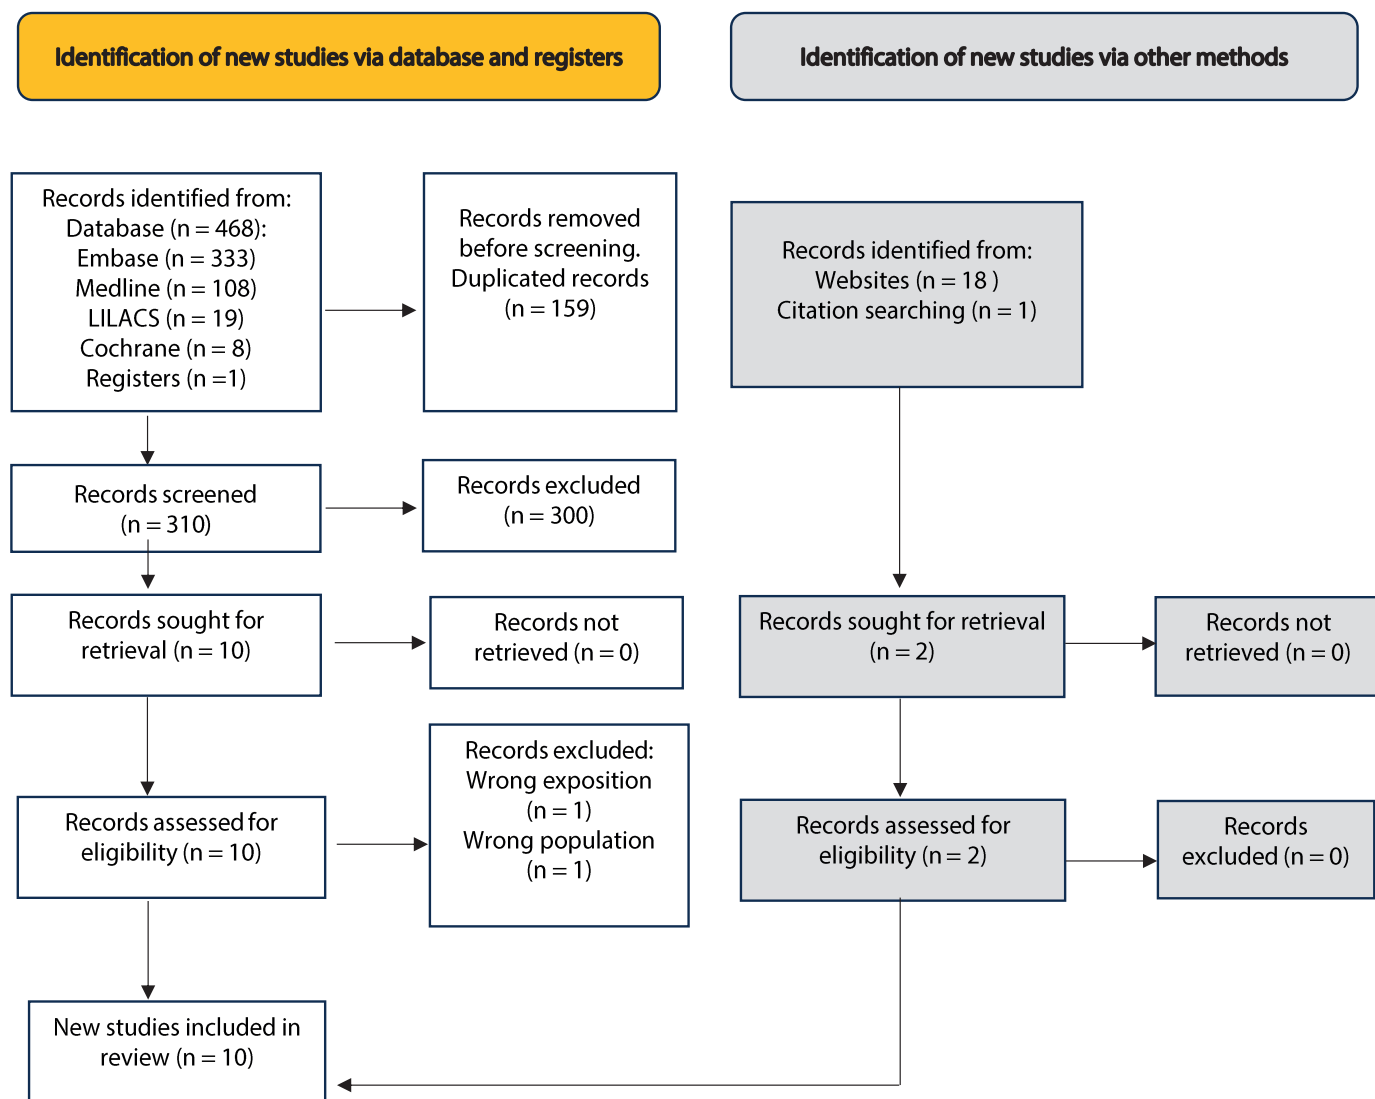 Identification of new studies via database and registers
Identification of new studies via other methods
Records identified from:
Database (n = 468):
Embase (n = 333)
Medline (n = 108)
LILACS (n = 19)
Cochrane (n = 8)
Registers (n =1)
Records removed
before screening.
Duplicated records
(n = 159)
Records identified from:
Websites (n = 18 )
Citation searching (n = 1)
Records screened
(n = 310)
Records excluded
(n = 300)
Records sought for
retrieval (n = 10)
Records not
retrieved (n = 0)
Records sought for retrieval
(n = 2)
Records not
retrieved (n = 0)
Records assessed for
eligibility (n = 10)
Records excluded:
Wrong exposition
(n = 1)
Wrong population
(n = 1)
Records assessed for
eligibility (n = 2)
Records
excluded (n = 0)
New studies included in
review (n = 10)